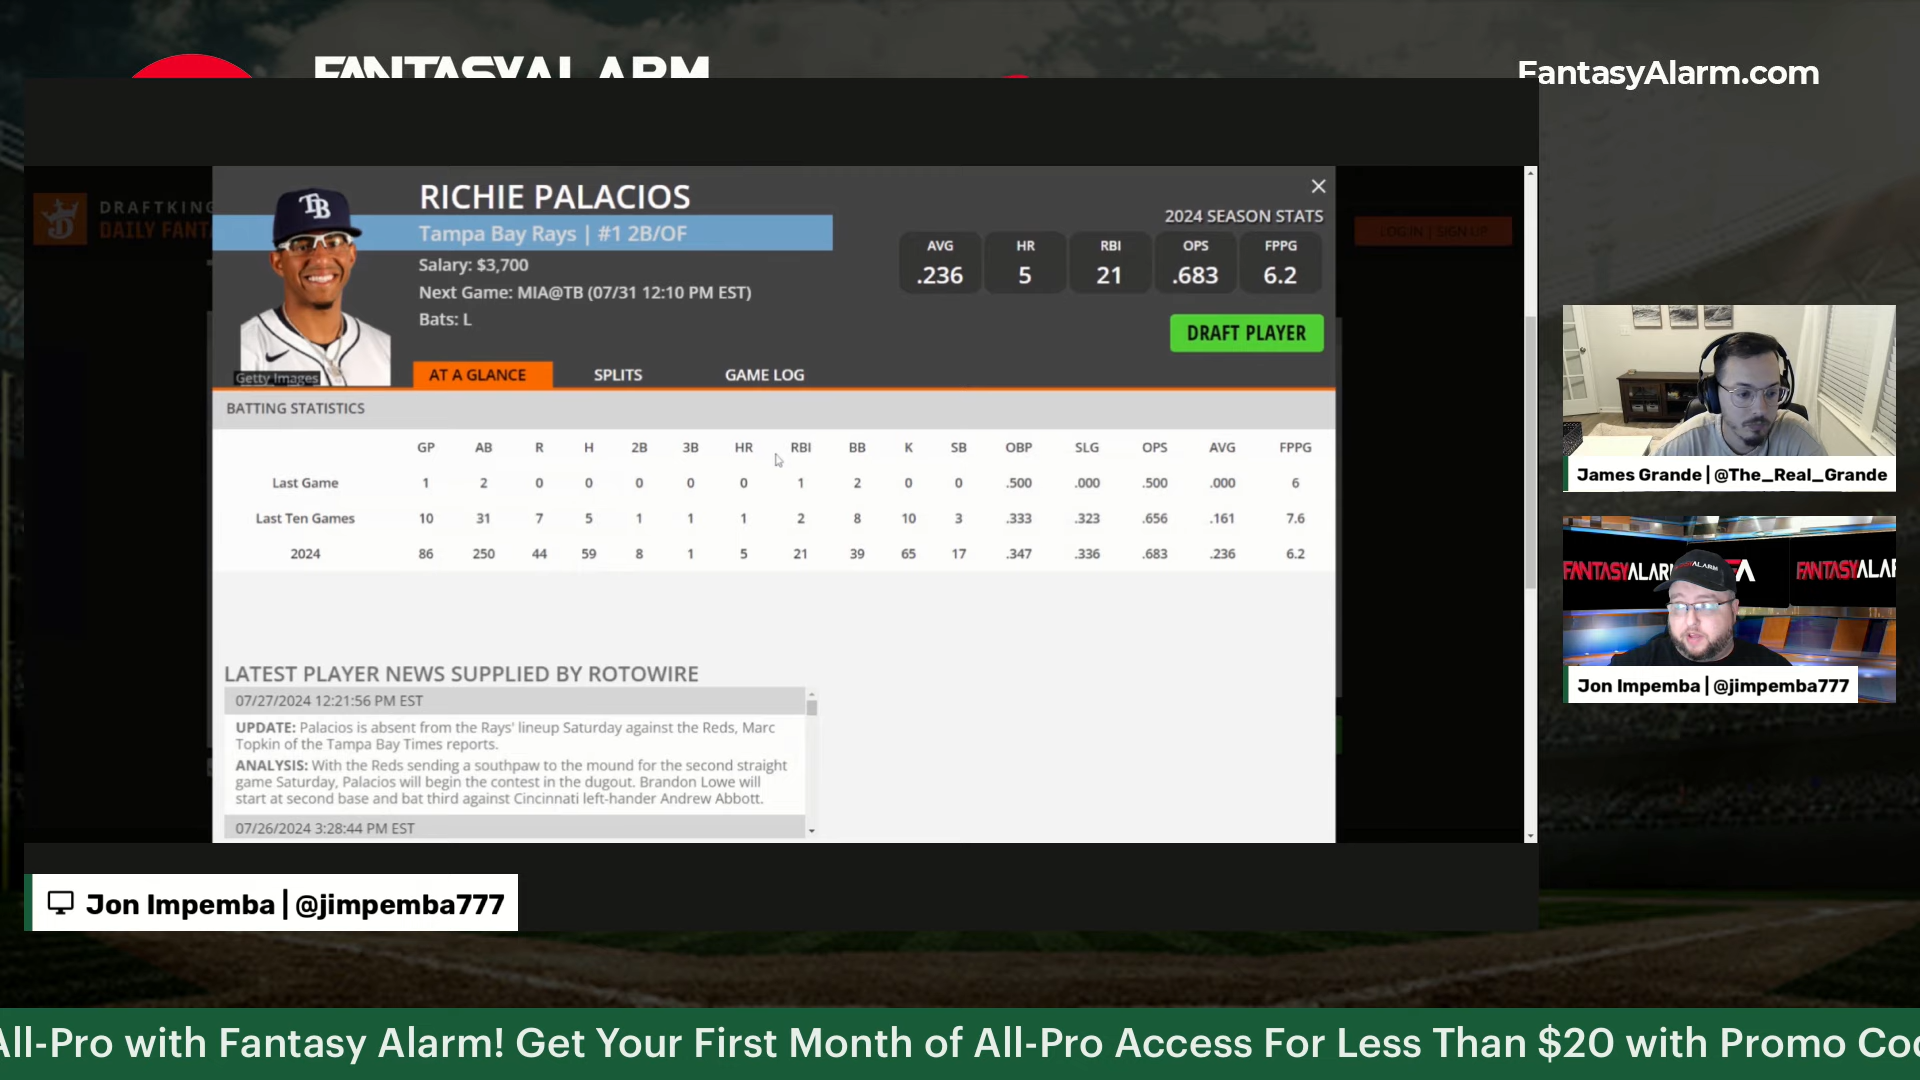 FANTASYALARM
FantasyAlarm.com
DRAFTKING
DAILY FANT
LOG IN | SIGN UP
TB
RICHIE PALACIOS
Tampa Bay Rays | #1 2B/OF
Salary: $3,700
Next Game: MIA@TB (07/31 12:10 PM EST)
Bats: L
Getty Images
2024 SEASON STATS
AVG HR RBI OPS FPPG
.236 5 21 .683 6.2
DRAFT PLAYER
AT A GLANCE SPLITS GAME LOG
BATTING STATISTICS
GP AB R H 2B 3B HR RBI BB K SB OBP SLG OPS AVG FPPG
Last Game 1 2 0 0 0 0 0 1 2 0 0 .500 .000 .500 .000 6
Last Ten Games 10 31 7 5 1 1 1 2 8 10 3 .333 .323 .656 .161 7.6
2024 86 250 44 59 8 1 5 21 39 65 17 .347 .336 .683 .236 6.2
LATEST PLAYER NEWS SUPPLIED BY ROTOWIRE
07/27/2024 12:21:56 PM EST
UPDATE: Palacios is absent from the Rays' lineup Saturday against the Reds, Marc
Topkin of the Tampa Bay Times reports.
ANALYSIS: With the Reds sending a southpaw to the mound for the second straight
game Saturday, Palacios will begin the contest in the dugout. Brandon Lowe will
start at second base and bat third against Cincinnati left-hander Andrew Abbott.
07/26/2024 3:28:44 PM EST
James Grande | @The_Real_Grande
FANTASYALAR FA FANTASYALAR
Jon Impemba | @jimpemba777
Jon Impemba | @jimpemba777
All-Pro with Fantasy Alarm! Get Your First Month of All-Pro Access For Less Than $20 with Promo Coc